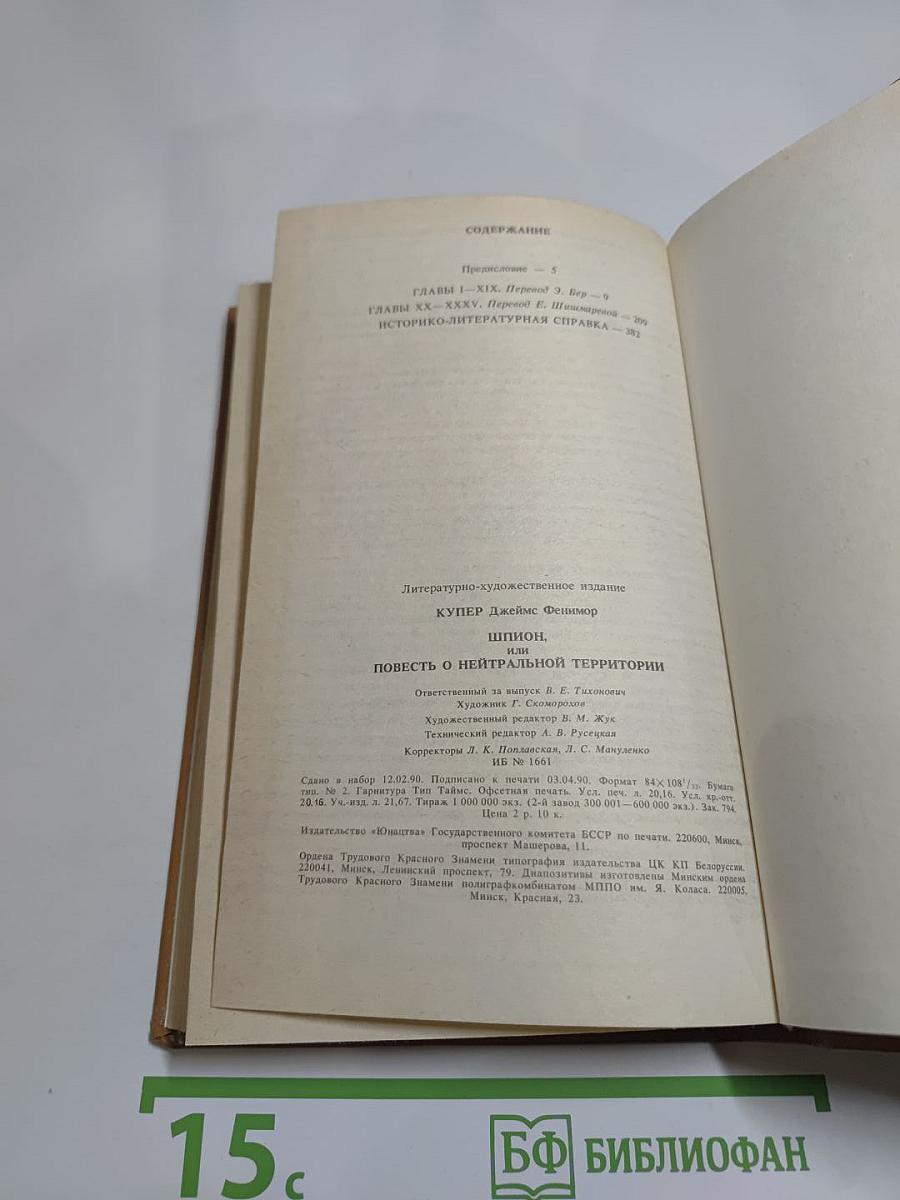 СОДЕРЖАНИЕ
Предисловие — 5
ГЛАВЫ I—XIX. Перевод Э. Бер — 9
ГЛАВЫ XX—XXXV. Перевод Е. Шишмаревой — 209
ИСТОРИКО-ЛИТЕРАТУРНАЯ СПРАВКА — 382
Литературно-художественное издание
КУПЕР Джеймс Фенимор
ШПИОН,
или
ПОВЕСТЬ О НЕЙТРАЛЬНОЙ ТЕРРИТОРИИ
Ответственный за выпуск В. Е. Тихонович
Художник Г. Скоморохов
Художественный редактор В. М. Жук
Технический редактор А. В. Русецкая
Корректоры Л. К. Поплавская, Л. С. Мануленко
ИБ № 1661
Сдано в набор 12.02.90. Подписано к печати 03.04.90. Формат 84×108¹/₃₂. Бумага
тип. № 2. Гарнитура Тип Таймс. Офсетная печать. Усл. печ. л. 20,16. Усл. кр.-отт.
20,16. Уч.-изд. л. 21,67. Тираж 1 000 000 экз. (2-й завод 300 001—600 000 экз.). Зак. 794.
Цена 2 р. 10 к.
Издательство «Юнацтва» Государственного комитета БССР по печати. 220600, Минск,
проспект Машерова, 11.
Ордена Трудового Красного Знамени типография издательства ЦК КП Белоруссии.
220041, Минск, Ленинский проспект, 79. Диапозитивы изготовлены Минским ордена
Трудового Красного Знамени полиграфкомбинатом МППО им. Я. Коласа. 220005,
Минск, Красная, 23.
15 с
БФ БИБЛИОФАН